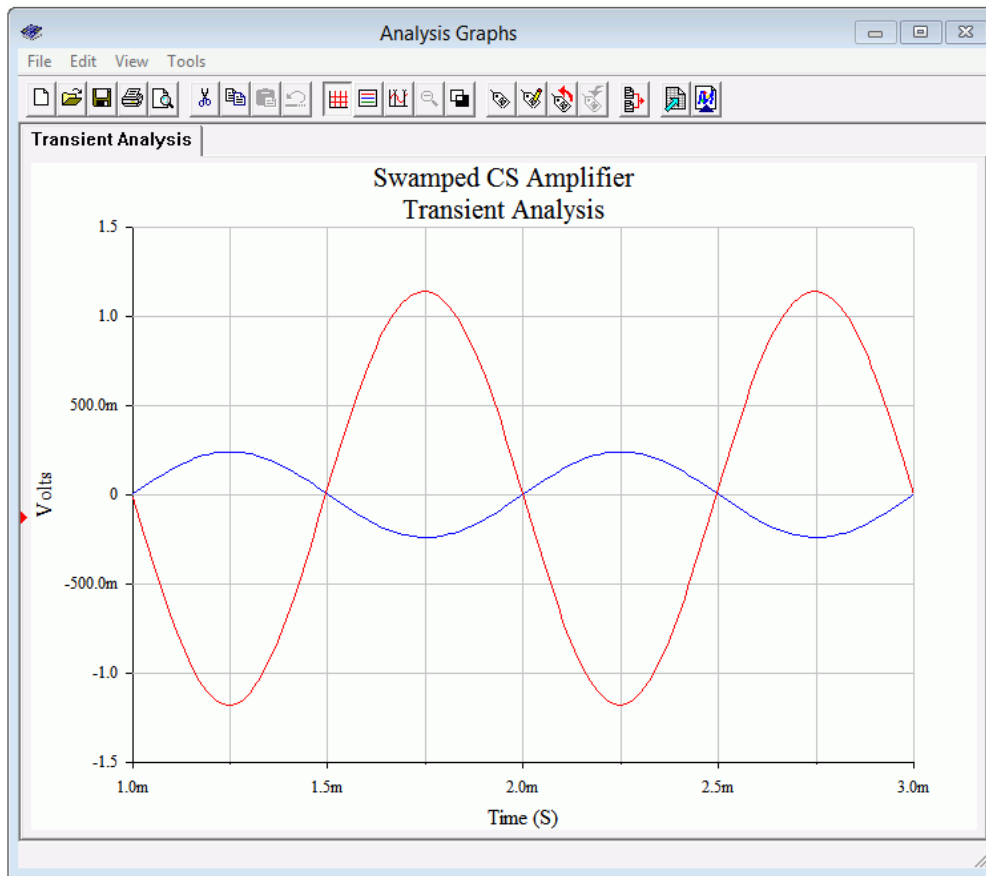 Analysis Graphs
File Edit View Tools
Transient Analysis
Swamped CS Amplifier
Transient Analysis
1.5
1.0
500.0m
0
Volts
-500.0m
-1.0
-1.5
1.0m 1.5m 2.0m 2.5m 3.0m
Time (S)